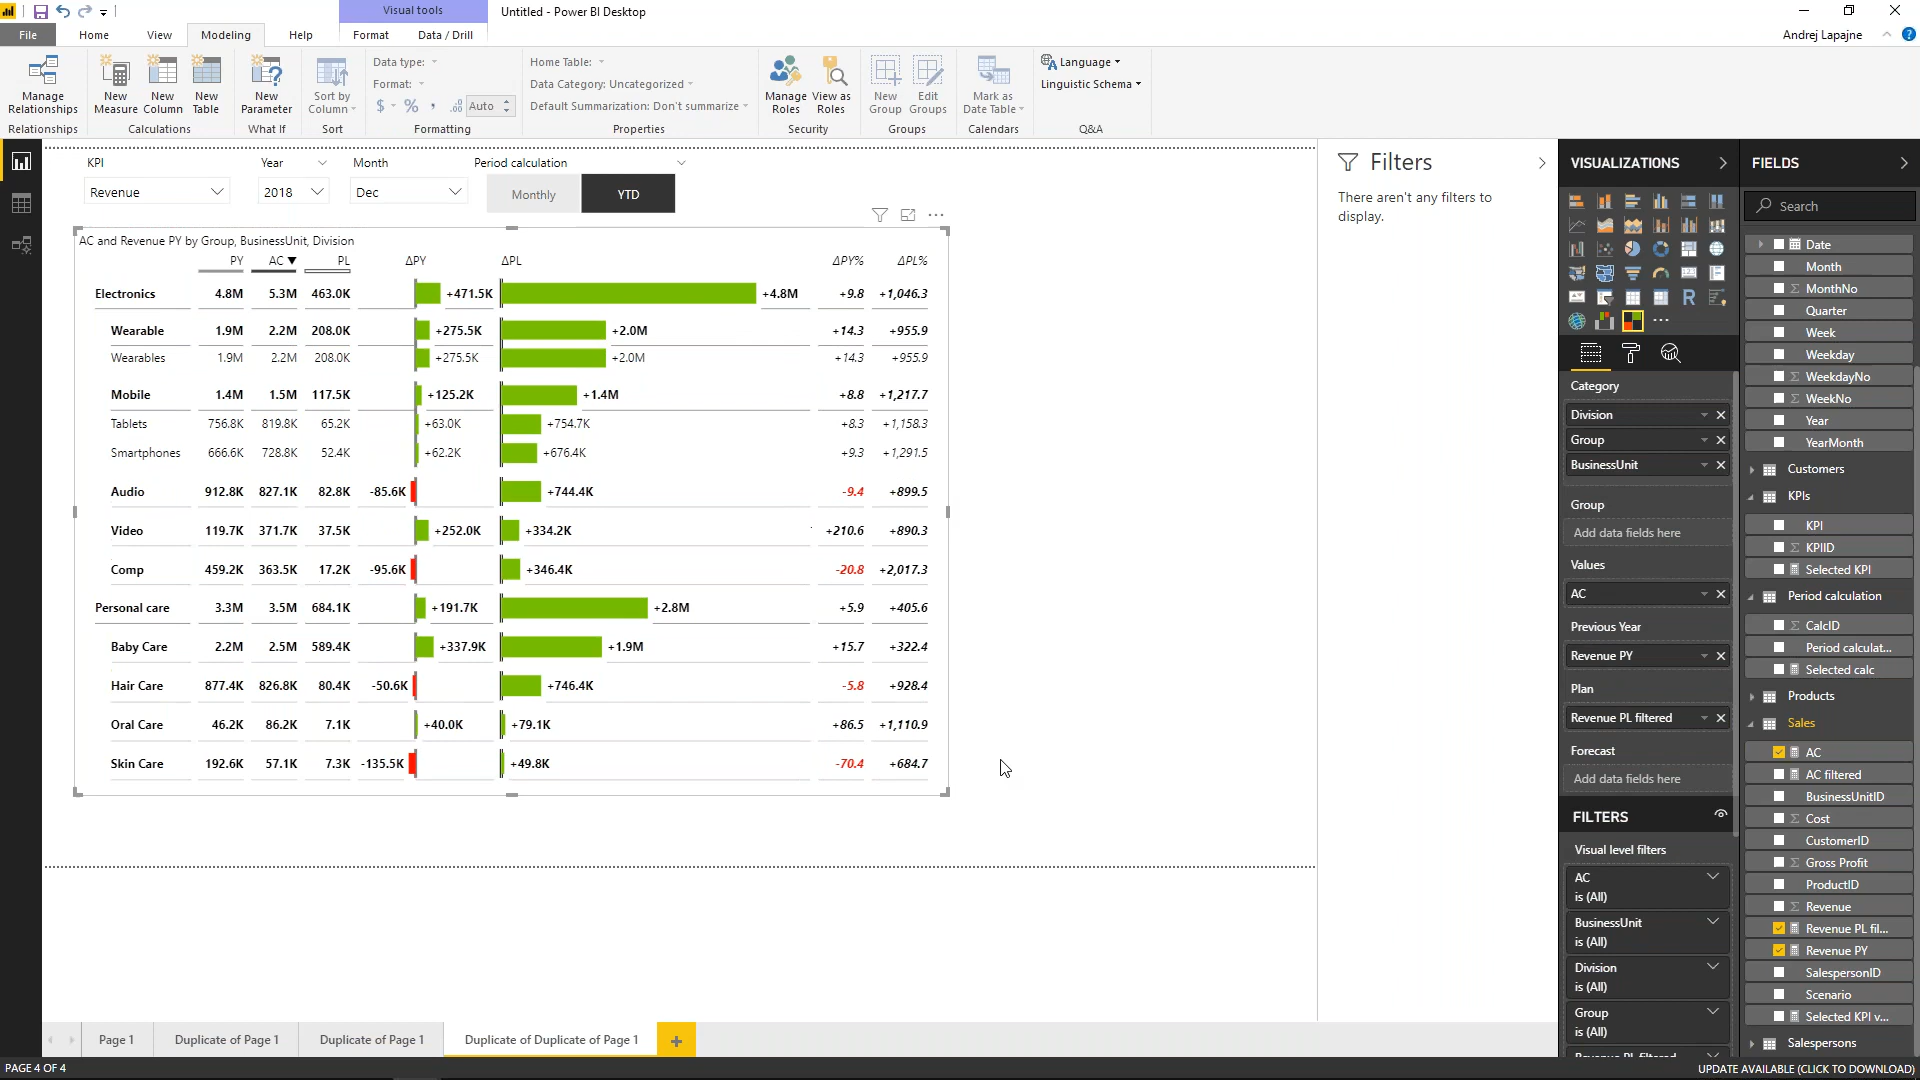 Visual tools
Untitled - Power BI Desktop
File Home View Modeling Help Format Data / Drill
Andrej Lapajne
Manage Relationships
Relationships
New Measure
New Column
New Table
Calculations
New Parameter
What If
Sort by Column
Sort
Data type:
Format:
$ % , .00 Auto
Formatting
Home Table:
Data Category: Uncategorized
Default Summarization: Don't summarize
Properties
Manage Roles
View as Roles
Security
New Group
Edit Groups
Groups
Mark as Date Table
Calendars
Language
Linguistic Schema
Q&A
KPI Year Month Period calculation
Revenue 2018 Dec Monthly YTD
AC and Revenue PY by Group, BusinessUnit, Division
PY AC PL ΔPY ΔPL ΔPY% ΔPL%
Electronics 4.8M 5.3M 463.0K +471.5K +4.8M +9.8 +1,046.3
Wearable 1.9M 2.2M 208.0K +275.5K +2.0M +14.3 +955.9
Wearables 1.9M 2.2M 208.0K +275.5K +2.0M +14.3 +955.9
Mobile 1.4M 1.5M 117.5K +125.2K +1.4M +8.8 +1,217.7
Tablets 756.8K 819.8K 65.2K +63.0K +754.7K +8.3 +1,158.3
Smartphones 666.6K 728.8K 52.4K +62.2K +676.4K +9.3 +1,291.5
Audio 912.8K 827.1K 82.8K -85.6K +744.4K -9.4 +899.5
Video 119.7K 371.7K 37.5K +252.0K +334.2K +210.6 +890.3
Comp 459.2K 363.5K 17.2K -95.6K +346.4K -20.8 +2,017.3
Personal care 3.3M 3.5M 684.1K +191.7K +2.8M +5.9 +405.6
Baby Care 2.2M 2.5M 589.4K +337.9K +1.9M +15.7 +322.4
Hair Care 877.4K 826.8K 80.4K -50.6K +746.4K -5.8 +928.4
Oral Care 46.2K 86.2K 7.1K +40.0K +79.1K +86.5 +1,110.9
Skin Care 192.6K 57.1K 7.3K -135.5K +49.8K -70.4 +684.7
Filters
There aren't any filters to
display.
VISUALIZATIONS
R
Category
Division
Group
BusinessUnit
Group
Add data fields here
Values
AC
Previous Year
Revenue PY
Plan
Revenue PL filtered
Forecast
Add data fields here
FILTERS
Visual level filters
AC
is (All)
BusinessUnit
is (All)
Division
is (All)
Group
is (All)
Revenue PL filtered
FIELDS
Search
Date
Month
MonthNo
Quarter
Week
Weekday
WeekdayNo
WeekNo
Year
YearMonth
Customers
KPIs
KPI
KPIID
Selected KPI
Period calculation
CalcID
Period calculat...
Selected calc
Products
Sales
AC
AC filtered
BusinessUnitID
Cost
CustomerID
Gross Profit
ProductID
Revenue
Revenue PL fil...
Revenue PY
SalespersonID
Scenario
Selected KPI v...
Salespersons
Page 1 Duplicate of Page 1 Duplicate of Page 1 Duplicate of Duplicate of Page 1 +
PAGE 4 OF 4
UPDATE AVAILABLE (CLICK TO DOWNLOAD)